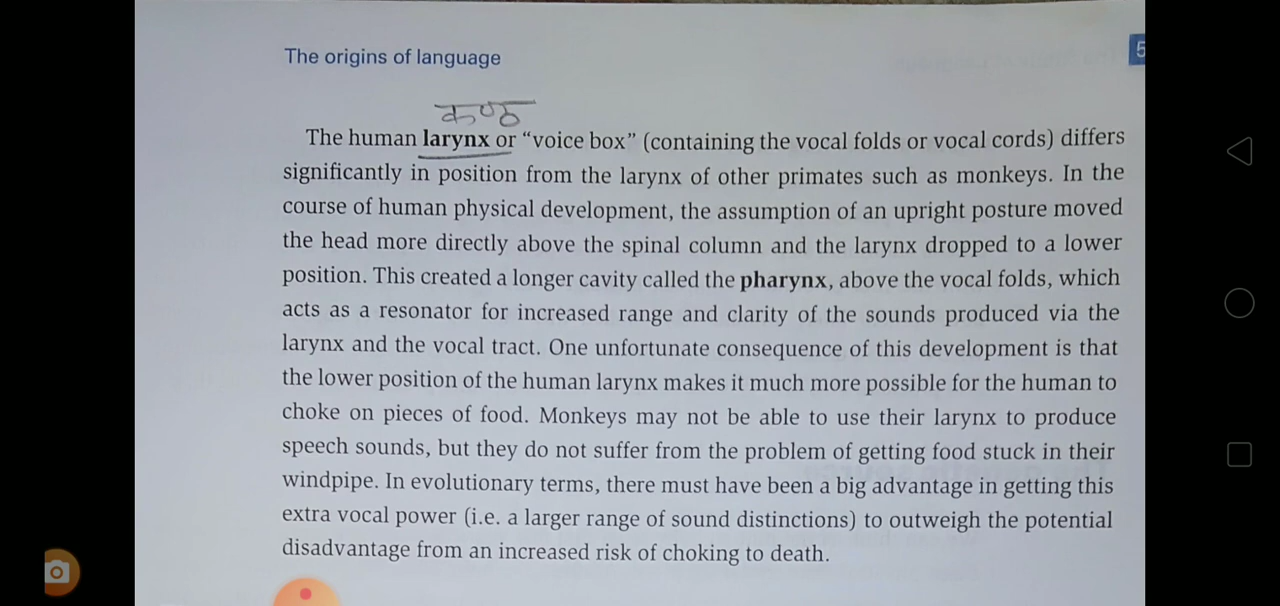 The origins of language
5
कण्ठ
The human larynx or “voice box” (containing the vocal folds or vocal cords) differs
significantly in position from the larynx of other primates such as monkeys. In the
course of human physical development, the assumption of an upright posture moved
the head more directly above the spinal column and the larynx dropped to a lower
position. This created a longer cavity called the pharynx, above the vocal folds, which
acts as a resonator for increased range and clarity of the sounds produced via the
larynx and the vocal tract. One unfortunate consequence of this development is that
the lower position of the human larynx makes it much more possible for the human to
choke on pieces of food. Monkeys may not be able to use their larynx to produce
speech sounds, but they do not suffer from the problem of getting food stuck in their
windpipe. In evolutionary terms, there must have been a big advantage in getting this
extra vocal power (i.e. a larger range of sound distinctions) to outweigh the potential
disadvantage from an increased risk of choking to death.